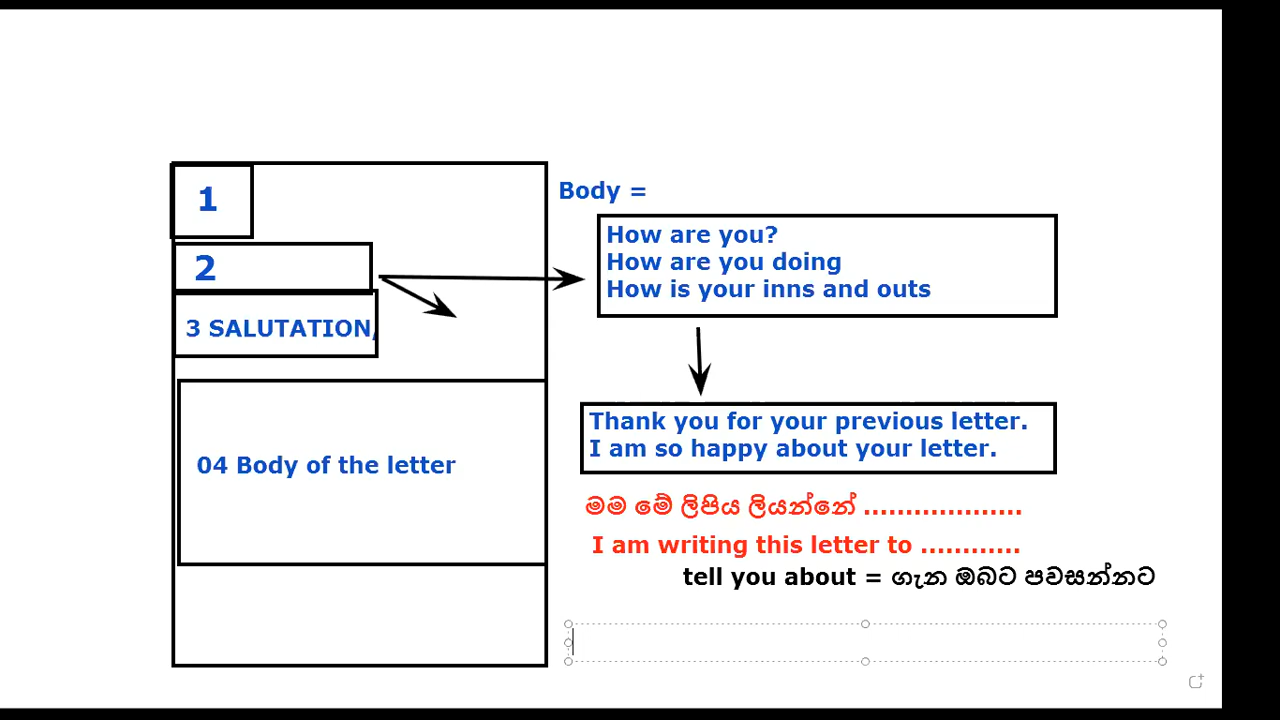 1
2
3 SALUTATION,
04 Body of the letter
Body =
How are you?
How are you doing
How is your inns and outs
Thank you for your previous letter.
I am so happy about your letter.
මම මේ ලිපිය ලියන්නේ ...................
I am writing this letter to ............
tell you about = ගැන ඔබට පවසන්නට